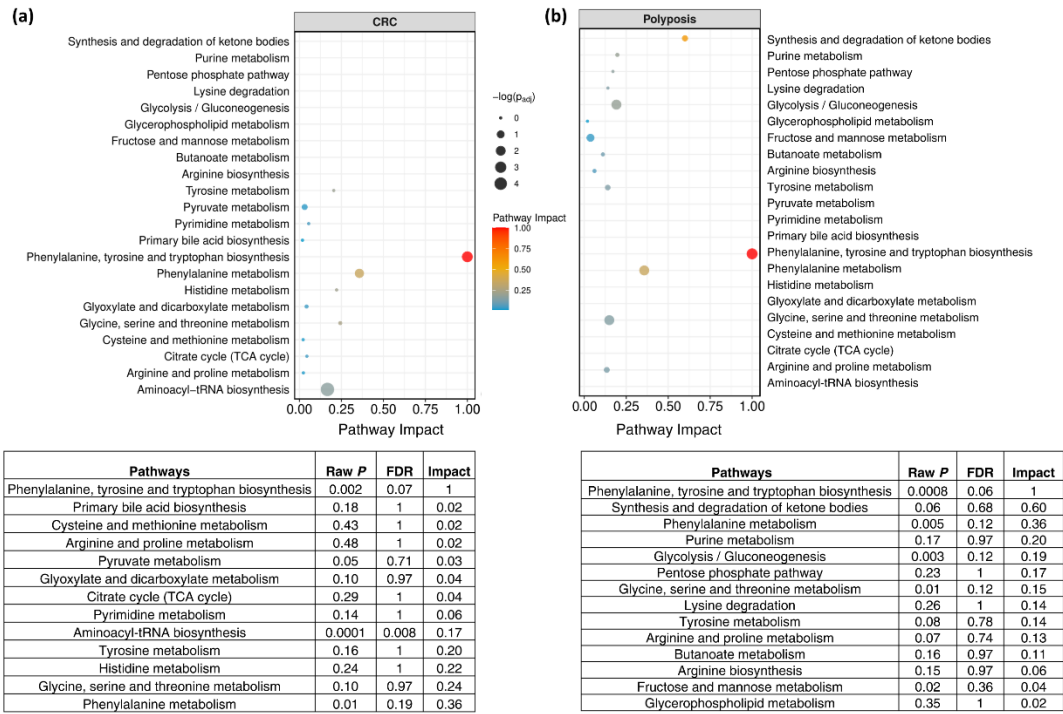 (a)
CRC
Synthesis and degradation of ketone bodies
Purine metabolism
Pentose phosphate pathway
Lysine degradation
Glycolysis / Gluconeogenesis
Glycerophospholipid metabolism
Fructose and mannose metabolism
Butanoate metabolism
Arginine biosynthesis
Tyrosine metabolism
Pyruvate metabolism
Pyrimidine metabolism
Primary bile acid biosynthesis
Phenylalanine, tyrosine and tryptophan biosynthesis
Phenylalanine metabolism
Histidine metabolism
Glyoxylate and dicarboxylate metabolism
Glycine, serine and threonine metabolism
Cysteine and methionine metabolism
Citrate cycle (TCA cycle)
Arginine and proline metabolism
Aminoacyl−tRNA biosynthesis
0.00 0.25 0.50 0.75 1.00
Pathway Impact
−log(padj)
0
1
2
3
4
Pathway Impact
1.00
0.75
0.50
0.25
(b)
Polyposis
Synthesis and degradation of ketone bodies
Purine metabolism
Pentose phosphate pathway
Lysine degradation
Glycolysis / Gluconeogenesis
Glycerophospholipid metabolism
Fructose and mannose metabolism
Butanoate metabolism
Arginine biosynthesis
Tyrosine metabolism
Pyruvate metabolism
Pyrimidine metabolism
Primary bile acid biosynthesis
Phenylalanine, tyrosine and tryptophan biosynthesis
Phenylalanine metabolism
Histidine metabolism
Glyoxylate and dicarboxylate metabolism
Glycine, serine and threonine metabolism
Cysteine and methionine metabolism
Citrate cycle (TCA cycle)
Arginine and proline metabolism
Aminoacyl-tRNA biosynthesis
0.00 0.25 0.50 0.75 1.00
Pathway Impact
Pathways Raw P FDR Impact
Phenylalanine, tyrosine and tryptophan biosynthesis 0.002 0.07 1
Primary bile acid biosynthesis 0.18 1 0.02
Cysteine and methionine metabolism 0.43 1 0.02
Arginine and proline metabolism 0.48 1 0.02
Pyruvate metabolism 0.05 0.71 0.03
Glyoxylate and dicarboxylate metabolism 0.10 0.97 0.04
Citrate cycle (TCA cycle) 0.29 1 0.04
Pyrimidine metabolism 0.14 1 0.06
Aminoacyl-tRNA biosynthesis 0.0001 0.008 0.17
Tyrosine metabolism 0.16 1 0.20
Histidine metabolism 0.24 1 0.22
Glycine, serine and threonine metabolism 0.10 0.97 0.24
Phenylalanine metabolism 0.01 0.19 0.36
Pathways Raw P FDR Impact
Phenylalanine, tyrosine and tryptophan biosynthesis 0.0008 0.06 1
Synthesis and degradation of ketone bodies 0.06 0.68 0.60
Phenylalanine metabolism 0.005 0.12 0.36
Purine metabolism 0.17 0.97 0.20
Glycolysis / Gluconeogenesis 0.003 0.12 0.19
Pentose phosphate pathway 0.23 1 0.17
Glycine, serine and threonine metabolism 0.01 0.12 0.15
Lysine degradation 0.26 1 0.14
Tyrosine metabolism 0.08 0.78 0.14
Arginine and proline metabolism 0.07 0.74 0.13
Butanoate metabolism 0.16 0.97 0.11
Arginine biosynthesis 0.15 0.97 0.06
Fructose and mannose metabolism 0.02 0.36 0.04
Glycerophospholipid metabolism 0.35 1 0.02